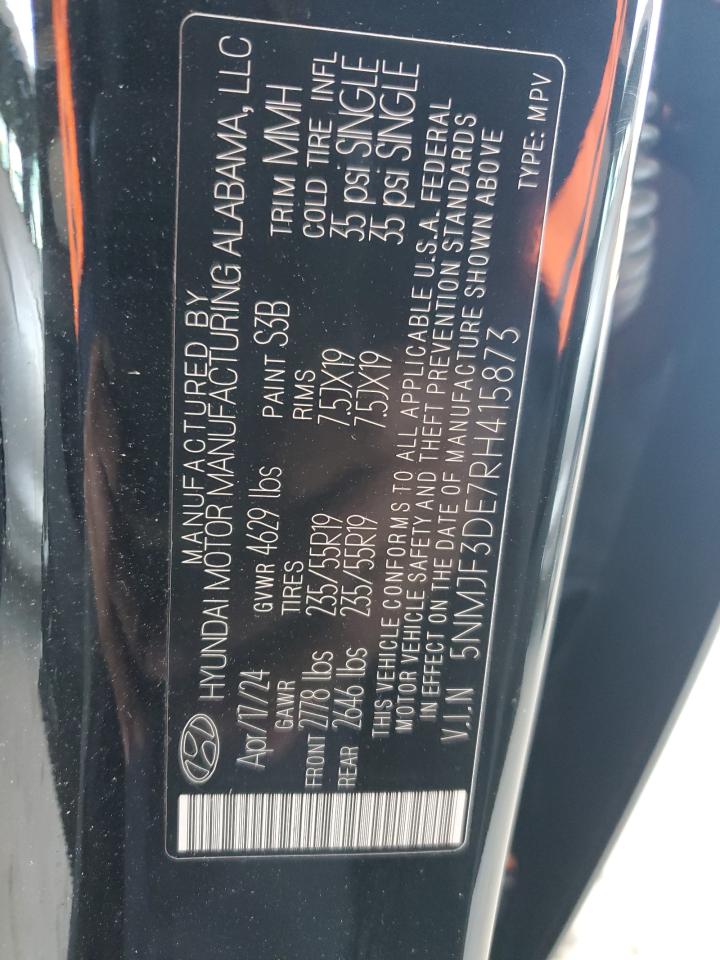 MANUFACTURED BY
HYUNDAI MOTOR MANUFACTURING ALABAMA, LLC
Apr/17/24 GVWR 4629 lbs PAINT S3B TRIM MMH
GAWR TIRES RIMS COLD TIRE INFL
FRONT 2778 lbs 235/55R19 7.5JX19 35 psi SINGLE
REAR 2646 lbs 235/55R19 7.5JX19 35 psi SINGLE
THIS VEHICLE CONFORMS TO ALL APPLICABLE U.S.A. FEDERAL
MOTOR VEHICLE SAFETY AND THEFT PREVENTION STANDARDS
IN EFFECT ON THE DATE OF MANUFACTURE SHOWN ABOVE
V.I.N 5NMJF3DE7RH415873
TYPE: MPV